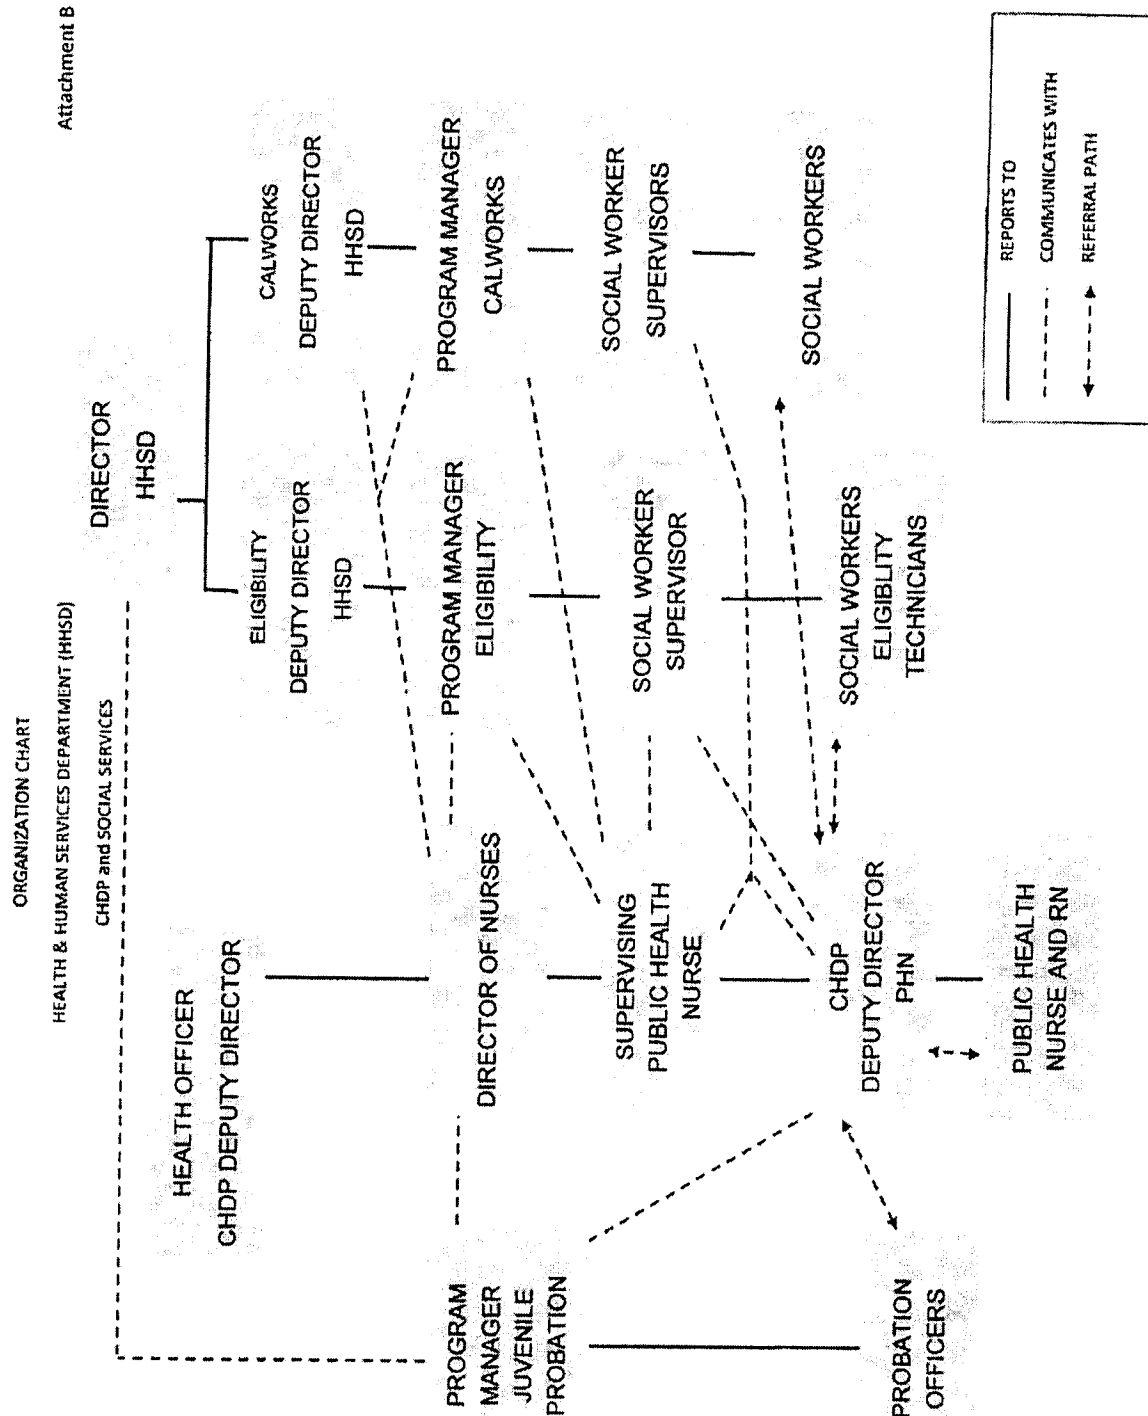 Attachment B
ORGANIZATION CHART
HEALTH & HUMAN SERVICES DEPARTMENT (HHSD)
CHDP and SOCIAL SERVICES
DIRECTOR
HHSD
HEALTH OFFICER
CHDP DEPUTY DIRECTOR
ELIGIBILITY
DEPUTY DIRECTOR
HHSD
CALWORKS
DEPUTY DIRECTOR
HHSD
PROGRAM
MANAGER
JUVENILE
PROBATION
DIRECTOR OF NURSES
PROGRAM MANAGER
ELIGIBILITY
PROGRAM MANAGER
CALWORKS
SUPERVISING
PUBLIC HEALTH
NURSE
SOCIAL WORKER
SUPERVISOR
SOCIAL WORKER
SUPERVISORS
PROBATION
OFFICERS
CHDP
DEPUTY DIRECTOR
PHN
SOCIAL WORKERS
ELIGIBLITY
TECHNICIANS
SOCIAL WORKERS
PUBLIC HEALTH
NURSE AND RN
REPORTS TO
COMMUNICATES WITH
REFERRAL PATH